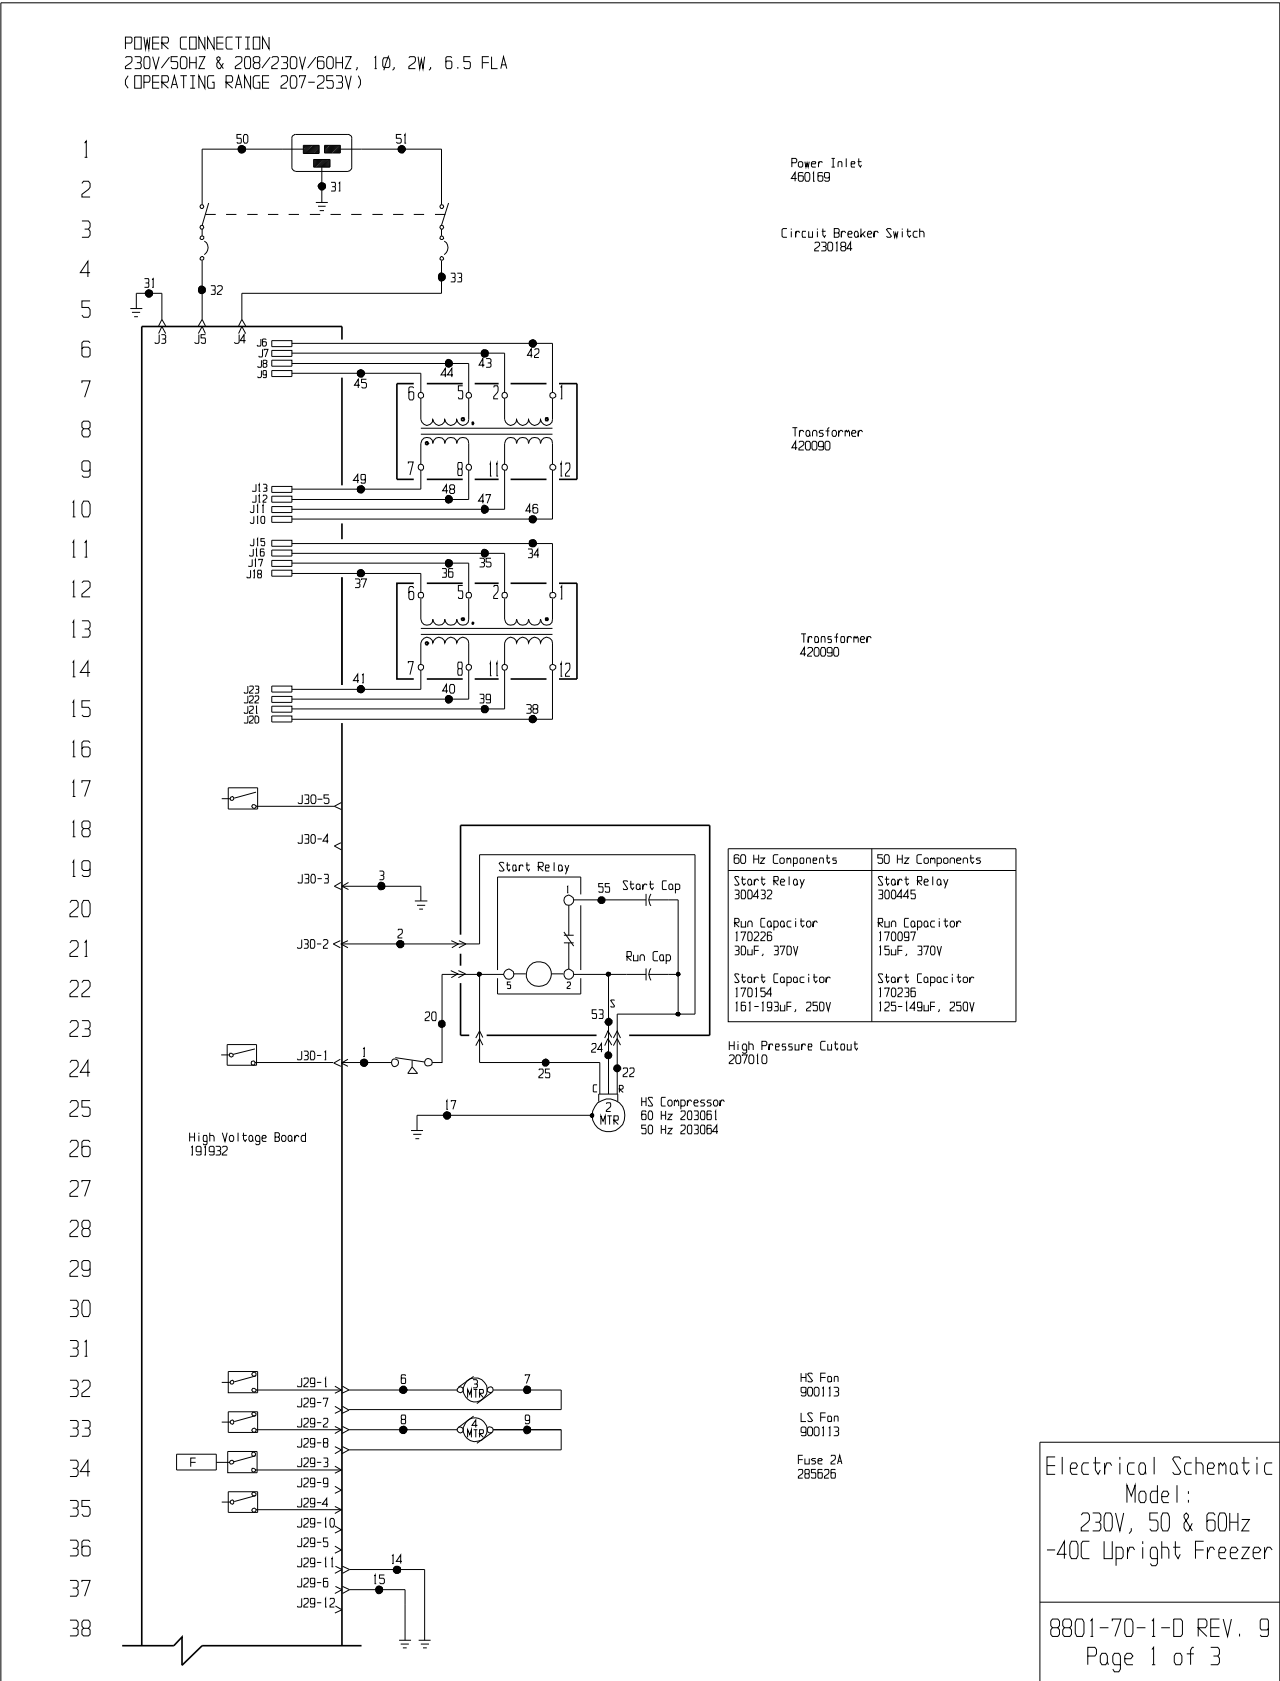 POWER CONNECTION
230V/50HZ & 208/230V/60HZ, 1Ø, 2W, 6.5 FLA
(OPERATING RANGE 207-253V)
1
50
51
Power Inlet
460169
2
31
3
Circuit Breaker Switch
230184
4
31
32
33
5
J3
J5
J4
6
J6
J7
J8
J9
42
43
44
45
7
6
5
2
1
8
Transformer
420090
9
7
8
11
12
49
48
47
46
J13
J12
J11
J10
10
11
J15
J16
J17
J18
34
35
36
37
12
6
5
2
1
13
Transformer
420090
14
7
8
11
12
41
40
39
38
J23
J22
J21
J20
15
16
17
J30-5
18
J30-4
19
J30-3
3
Start Relay
1
55
Start Cap
60 Hz Components
50 Hz Components
Start Relay
300432
Start Relay
300445
20
Run Capacitor
170226
30uF, 370V
Run Capacitor
170097
15uF, 370V
21
J30-2
2
Run Cap
22
5
2
Start Capacitor
170154
161-193uF, 250V
Start Capacitor
170236
125-149uF, 250V
S
23
20
53
24
J30-1
1
24
25
22
High Pressure Cutout
207010
C
R
25
17
2
MTR
HS Compressor
60 Hz 203061
50 Hz 203064
26
High Voltage Board
191932
27
28
29
30
31
32
J29-1
6
3
MTR
7
HS Fan
900113
J29-7
33
J29-2
8
4
MTR
9
LS Fan
900113
J29-8
34
F
J29-3
Fuse 2A
285626
J29-9
35
J29-4
J29-10
36
J29-5
J29-11
14
37
J29-6
15
J29-12
38
Electrical Schematic
Model:
230V, 50 & 60Hz
-40C Upright Freezer
8801-70-1-D REV. 9
Page 1 of 3